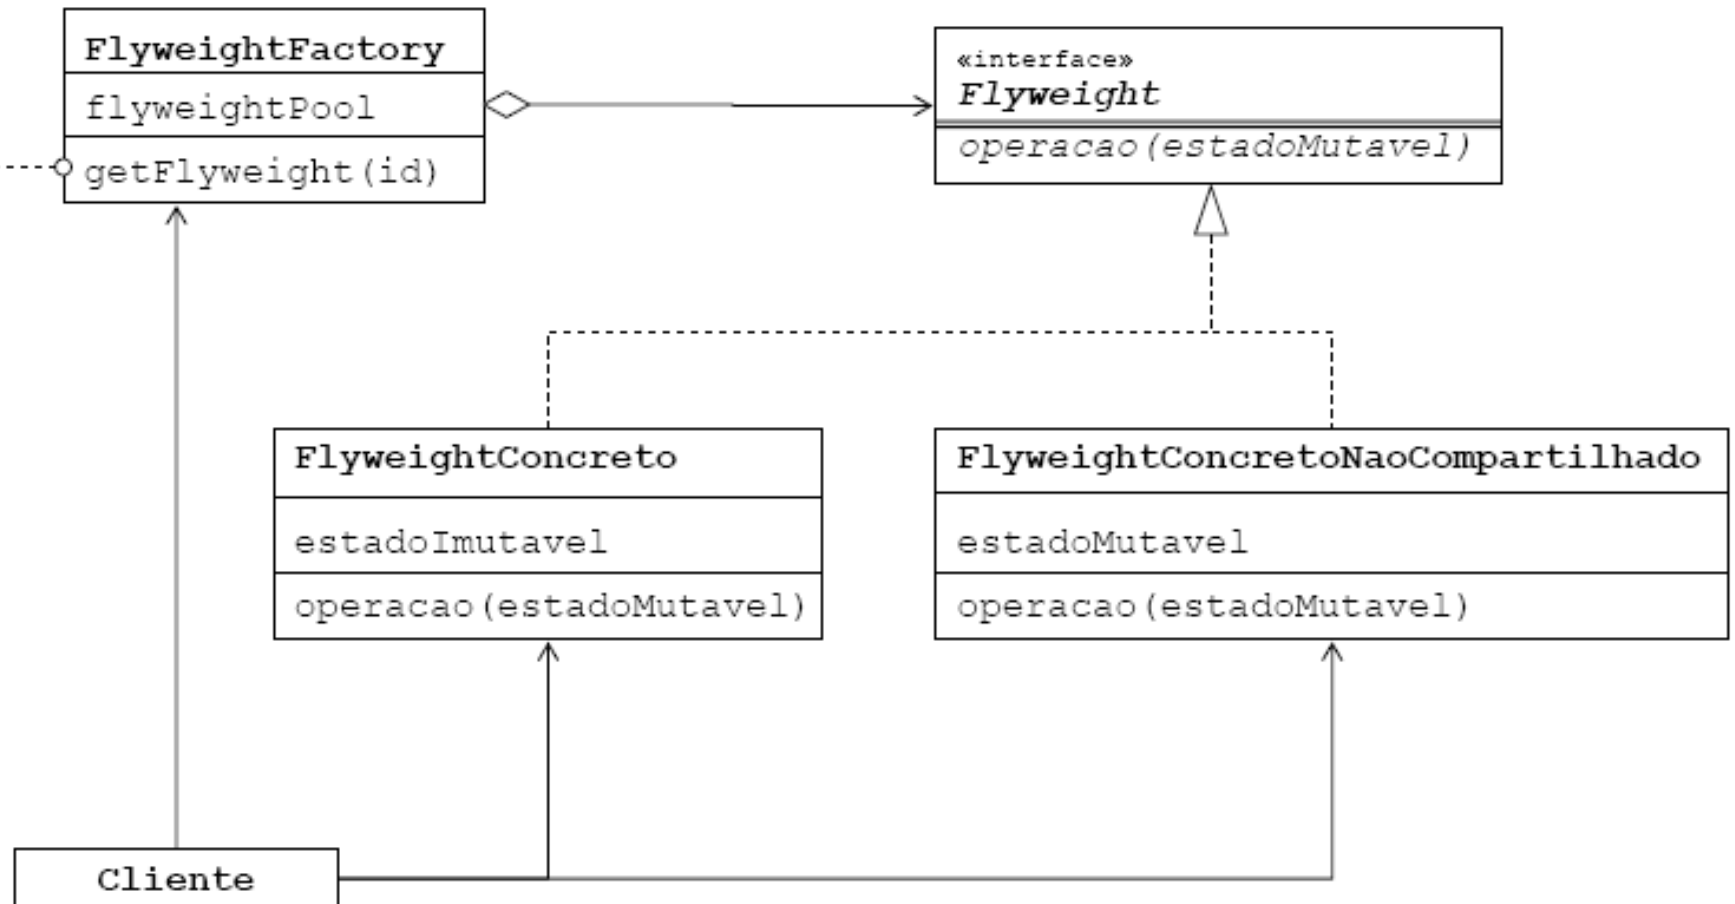 FlyweightFactory
flyweightPool
getFlyweight(id)
«interface»
Flyweight
operacao(estadoMutavel)
FlyweightConcreto
estadoImutavel
operacao(estadoMutavel)
FlyweightConcretoNaoCompartilhado
estadoMutavel
operacao(estadoMutavel)
Cliente